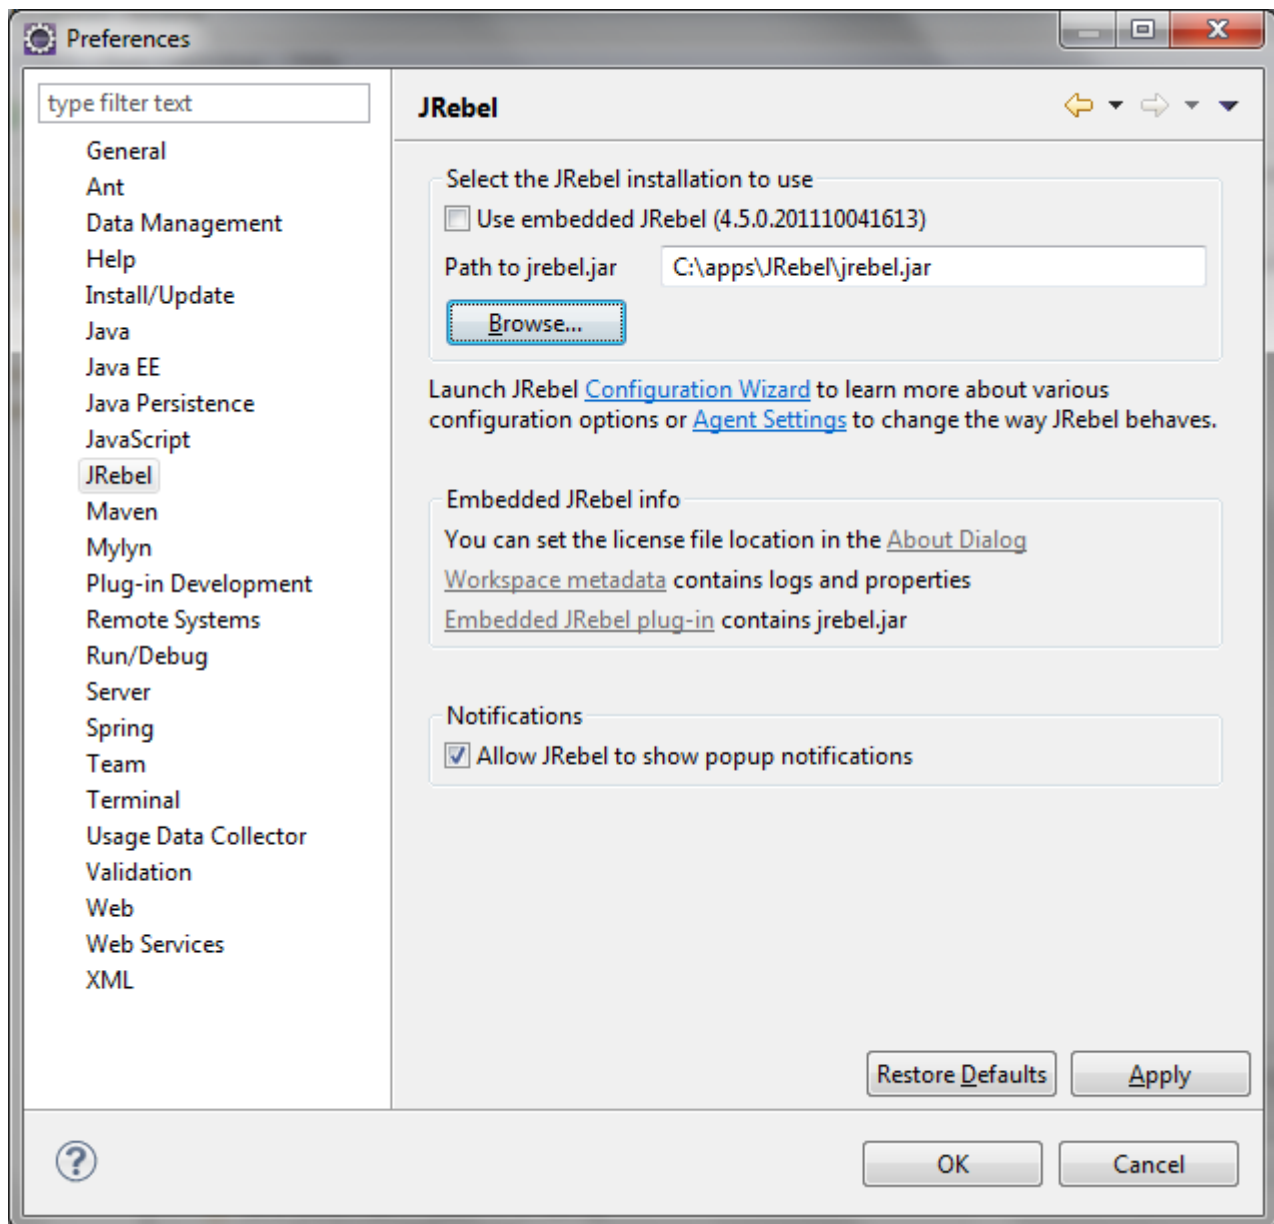 Preferences
type filter text
General
Ant
Data Management
Help
Install/Update
Java
Java EE
Java Persistence
JavaScript
JRebel
Maven
Mylyn
Plug-in Development
Remote Systems
Run/Debug
Server
Spring
Team
Terminal
Usage Data Collector
Validation
Web
Web Services
XML
JRebel
Select the JRebel installation to use
Use embedded JRebel (4.5.0.201110041613)
Path to jrebel.jar C:\apps\JRebel\jrebel.jar
Browse...
Launch JRebel Configuration Wizard to learn more about various
configuration options or Agent Settings to change the way JRebel behaves.
Embedded JRebel info
You can set the license file location in the About Dialog
Workspace metadata contains logs and properties
Embedded JRebel plug-in contains jrebel.jar
Notifications
Allow JRebel to show popup notifications
Restore Defaults Apply
? OK Cancel